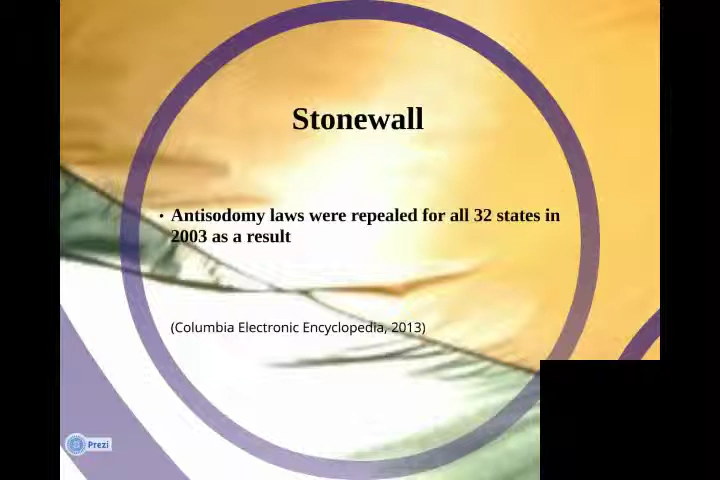 Stonewall
• Antisodomy laws were repealed for all 32 states in
2003 as a result
(Columbia Electronic Encyclopedia, 2013)
Prezi